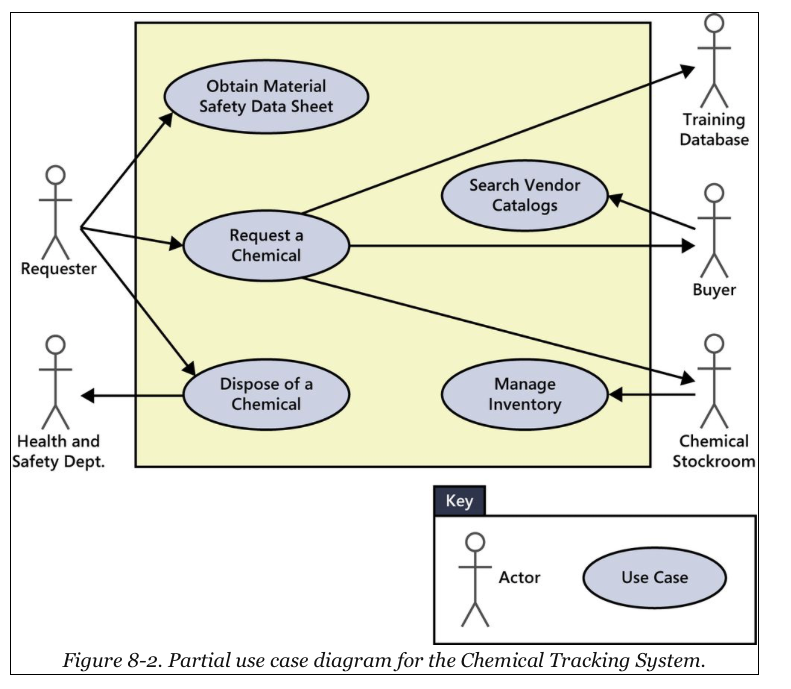 Obtain Material
Safety Data Sheet
Training
Database
Search Vendor
Catalogs
Request a
Chemical
Requester
Buyer
Dispose of a
Chemical
Manage
Inventory
Health and
Safety Dept.
Chemical
Stockroom
Key
Actor
Use Case
Figure 8-2. Partial use case diagram for the Chemical Tracking System.